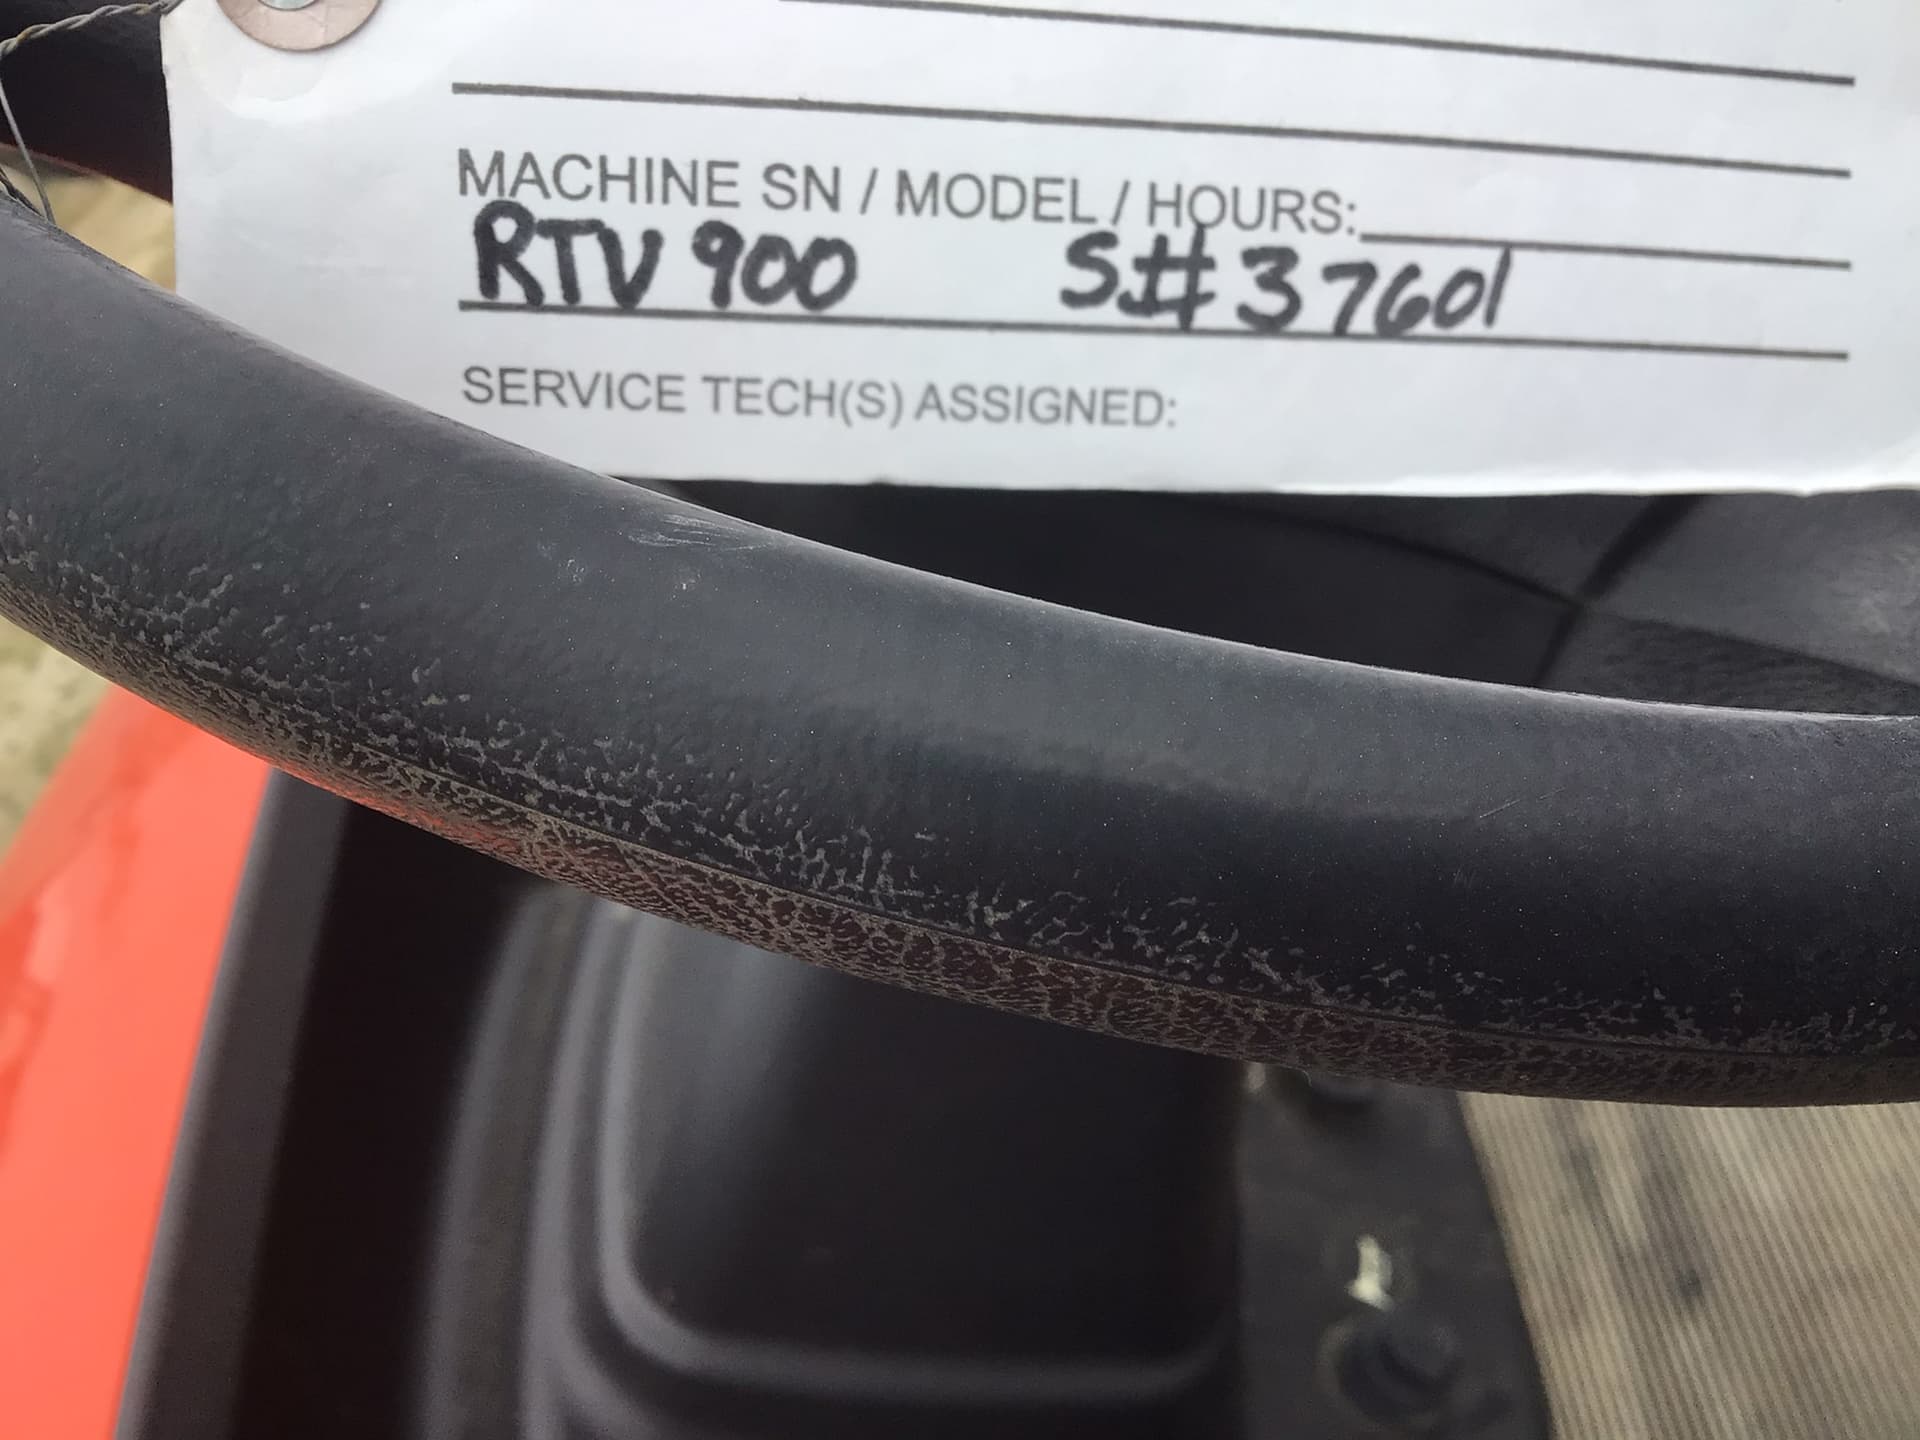 MACHINE SN / MODEL / HOURS:
RTV 900 S# 37601
SERVICE TECH(S) ASSIGNED: